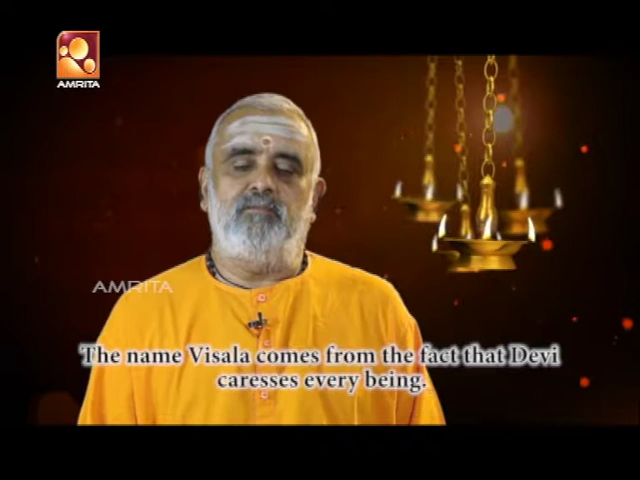 AMRITA
AMRITA
The name Visala comes from the fact that Devi
caresses every being.